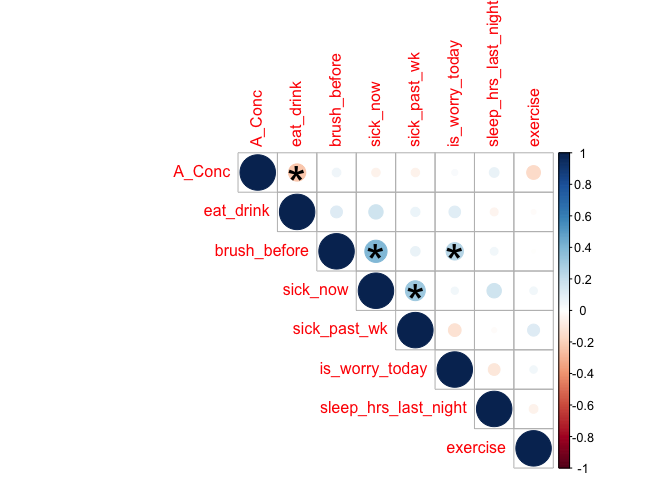 A_Conc
eat_drink
brush_before
sick_now
sick_past_wk
is_worry_today
sleep_hrs_last_night
exercise
A_Conc
eat_drink
brush_before
sick_now
sick_past_wk
is_worry_today
sleep_hrs_last_night
exercise
*
* *
*
1
0.8
0.6
0.4
0.2
0
-0.2
-0.4
-0.6
-0.8
-1